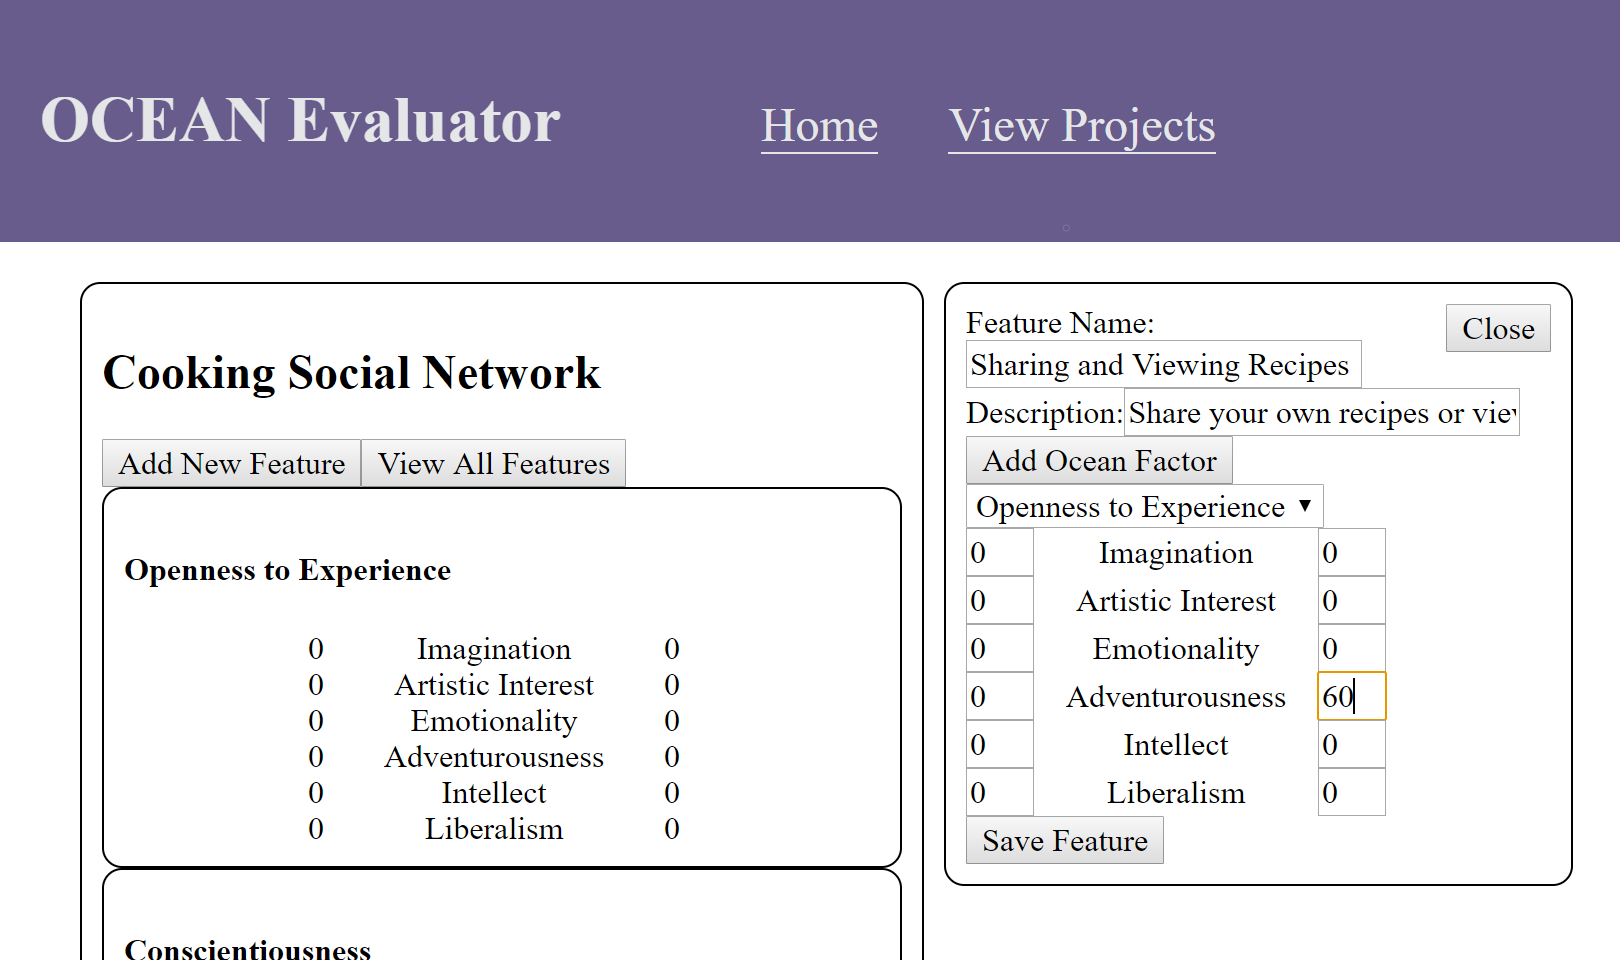 OCEAN Evaluator
Home View Projects
Cooking Social Network
Add New Feature View All Features
Openness to Experience
0 Imagination 0
0 Artistic Interest 0
0 Emotionality 0
0 Adventurousness 0
0 Intellect 0
0 Liberalism 0
Conscientiousness
Feature Name:
Close
Sharing and Viewing Recipes
Description: Share your own recipes or view
Add Ocean Factor
Openness to Experience ▼
0 Imagination 0
0 Artistic Interest 0
0 Emotionality 0
0 Adventurousness 60
0 Intellect 0
0 Liberalism 0
Save Feature